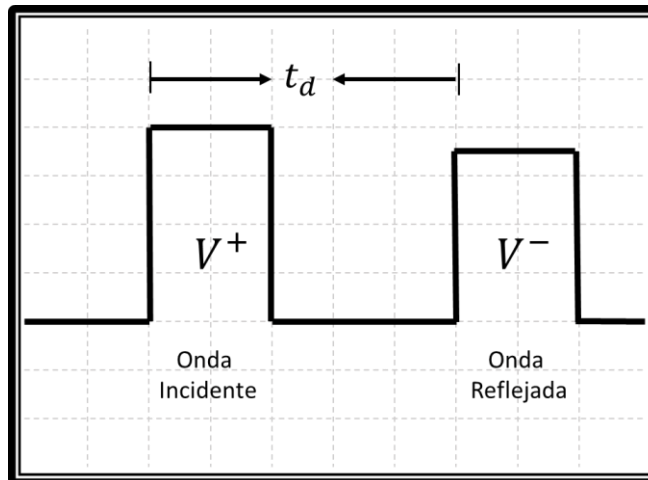 t_d
V⁺
V⁻
Onda
Incidente
Onda
Reflejada